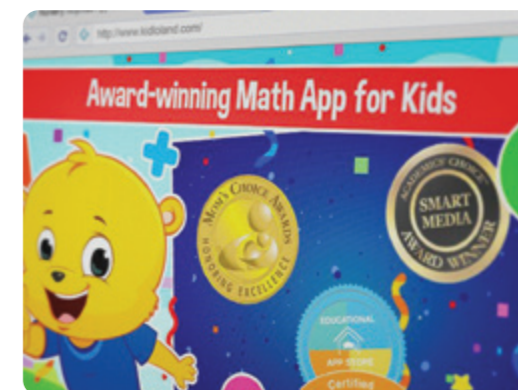 http://www.kidloland.com/
Award-winning Math App for Kids
MOM'S CHOICE AWARDS
HONORING EXCELLENCE
ACADEMICS' CHOICE™
SMART
MEDIA
AWARD WINNER
EDUCATIONAL
APP STORE
Certified